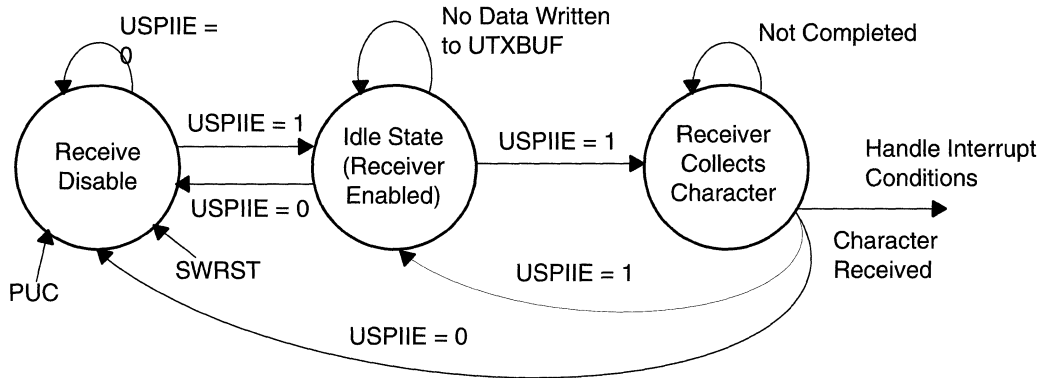 USPIIE =
0
No Data Written
to UTXBUF
Not Completed
USPIIE = 1
Receive
Disable
Idle State
(Receiver
Enabled)
USPIIE = 1
Receiver
Collects
Character
Handle Interrupt
Conditions
USPIIE = 0
Character
Received
PUC
SWRST
USPIIE = 1
USPIIE = 0